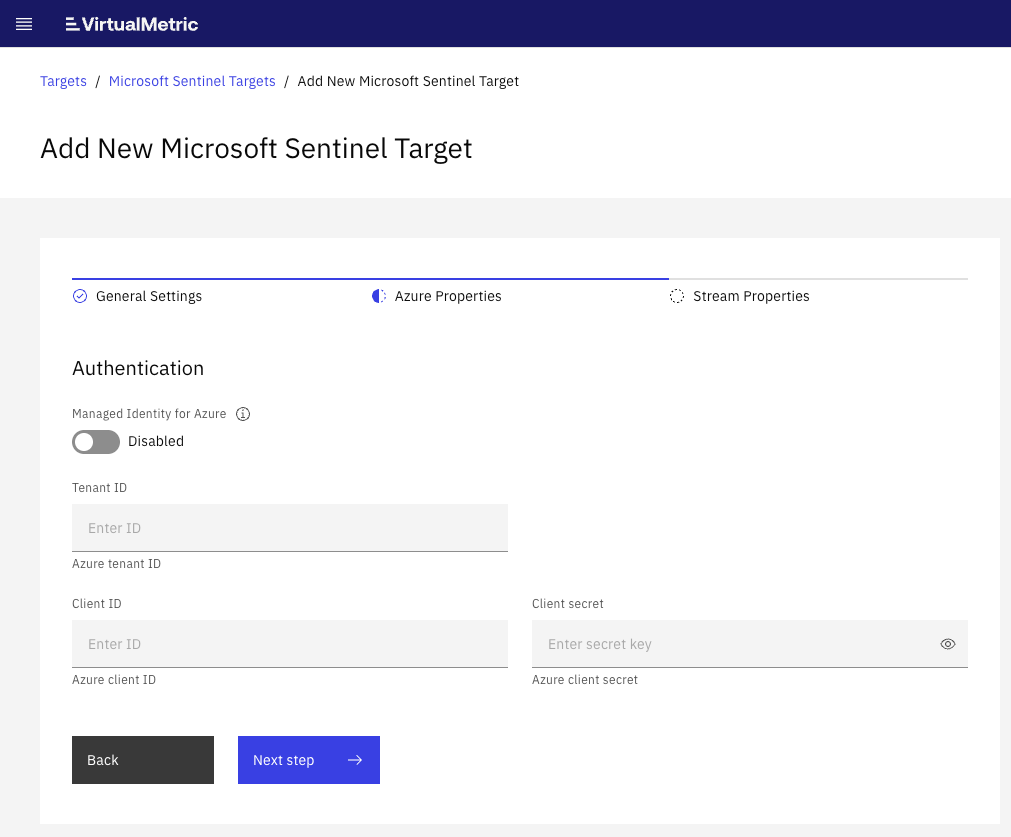 VirtualMetric
Targets / Microsoft Sentinel Targets / Add New Microsoft Sentinel Target
Add New Microsoft Sentinel Target
General Settings
Azure Properties
Stream Properties
Authentication
Managed Identity for Azure
Disabled
Tenant ID
Enter ID
Azure tenant ID
Client ID
Enter ID
Azure client ID
Client secret
Enter secret key
Azure client secret
Back
Next step